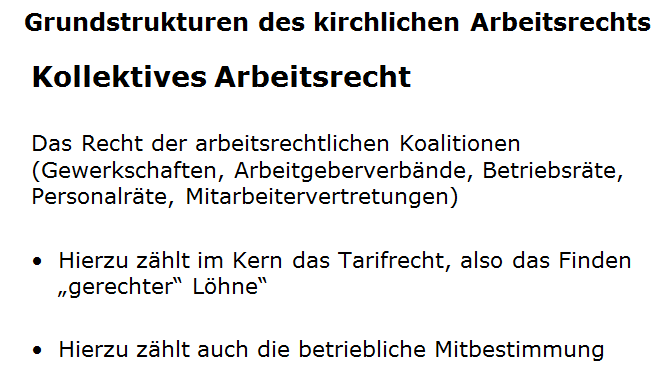 Grundstrukturen des kirchlichen Arbeitsrechts
Kollektives Arbeitsrecht
Das Recht der arbeitsrechtlichen Koalitionen
(Gewerkschaften, Arbeitgeberverbände, Betriebsräte,
Personalräte, Mitarbeitervertretungen)
• Hierzu zählt im Kern das Tarifrecht, also das Finden
„gerechter“ Löhne“
• Hierzu zählt auch die betriebliche Mitbestimmung